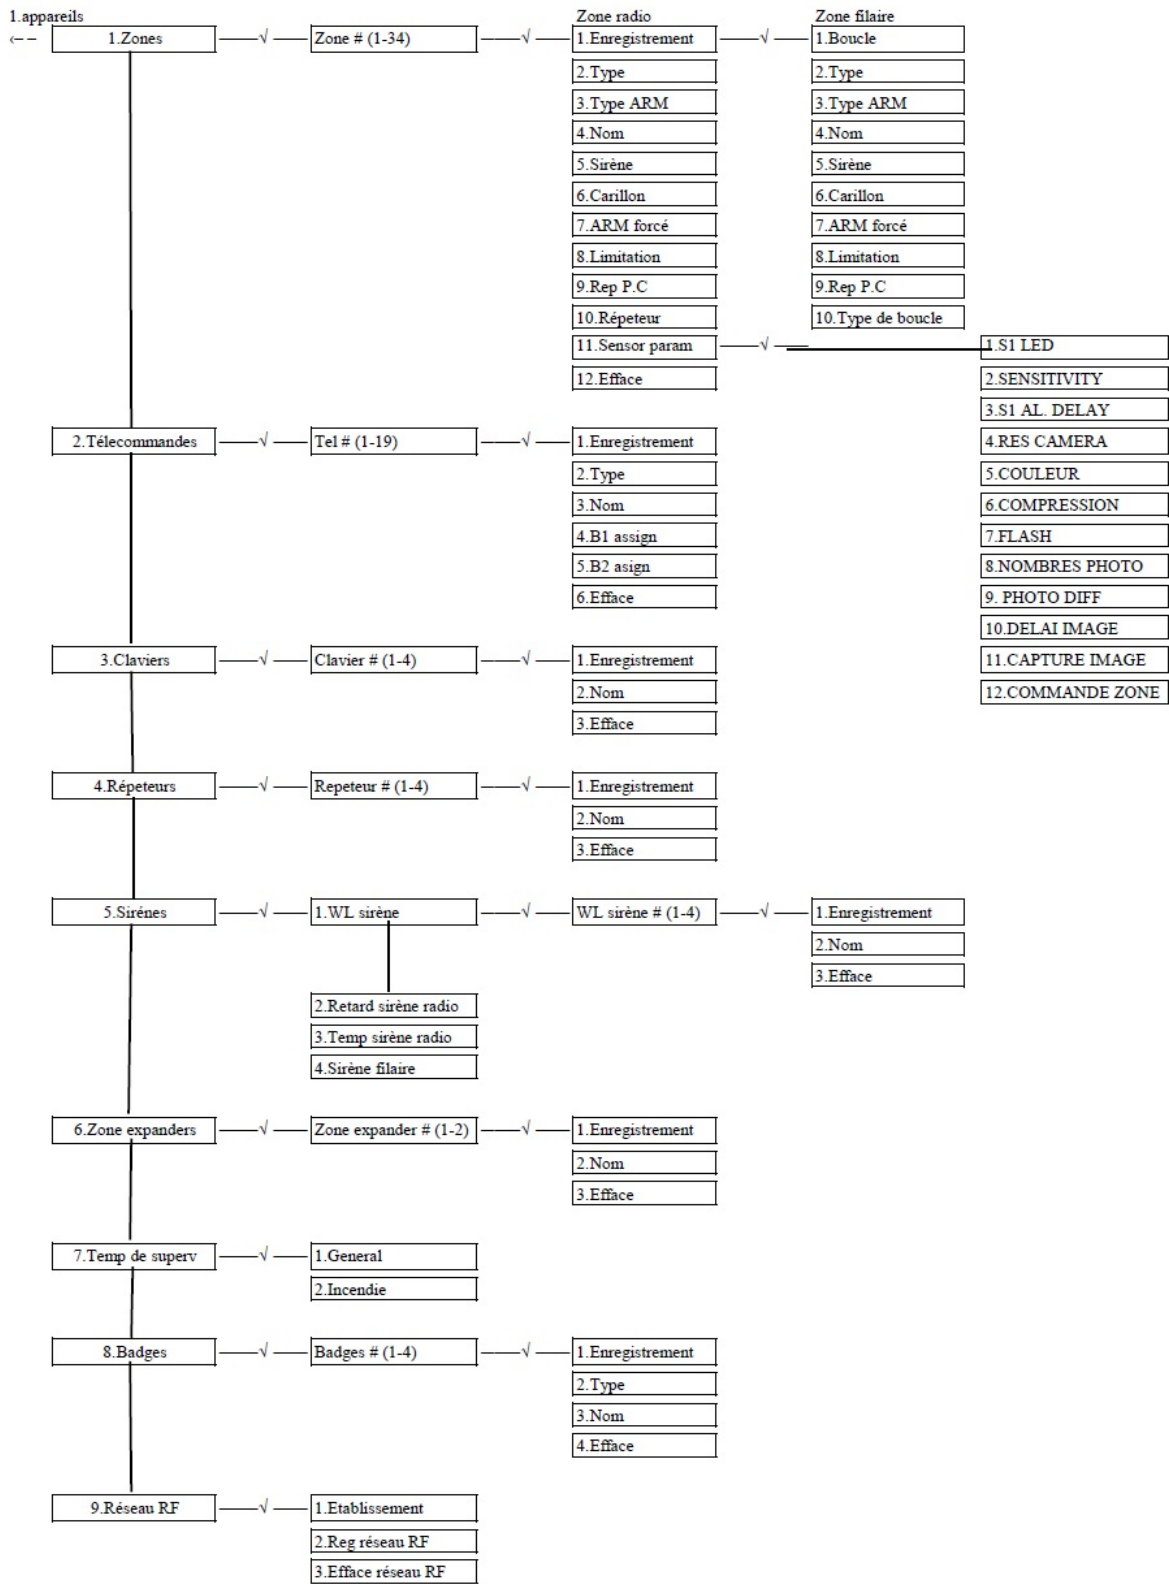 1.appareils
Zone radio
Zone filaire
‹– –
1.Zones
√
Zone # (1-34)
√
1.Enregistrement
√
1.Boucle
2.Type
2.Type
3.Type ARM
3.Type ARM
4.Nom
4.Nom
5.Sirène
5.Sirène
6.Carillon
6.Carillon
7.ARM forcé
7.ARM forcé
8.Limitation
8.Limitation
9.Rep P.C
9.Rep P.C
10.Répeteur
10.Type de boucle
11.Sensor param
√
1.S1 LED
12.Efface
2.SENSITIVITY
3.S1 AL. DELAY
4.RES CAMERA
5.COULEUR
6.COMPRESSION
7.FLASH
8.NOMBRES PHOTO
9. PHOTO DIFF
10.DELAI IMAGE
11.CAPTURE IMAGE
12.COMMANDE ZONE
2.Télecommandes
√
Tel # (1-19)
√
1.Enregistrement
2.Type
3.Nom
4.B1 assign
5.B2 asign
6.Efface
3.Claviers
√
Clavier # (1-4)
√
1.Enregistrement
2.Nom
3.Efface
4.Répeteurs
√
Repeteur # (1-4)
√
1.Enregistrement
2.Nom
3.Efface
5.Sirénes
√
1.WL sirène
√
WL sirène # (1-4)
√
1.Enregistrement
2.Nom
3.Efface
2.Retard sirène radio
3.Temp sirène radio
4.Sirène filaire
6.Zone expanders
√
Zone expander # (1-2)
√
1.Enregistrement
2.Nom
3.Efface
7.Temp de superv
√
1.General
2.Incendie
8.Badges
√
Badges # (1-4)
√
1.Enregistrement
2.Type
3.Nom
4.Efface
9.Réseau RF
√
1.Etablissement
2.Reg réseau RF
3.Efface réseau RF